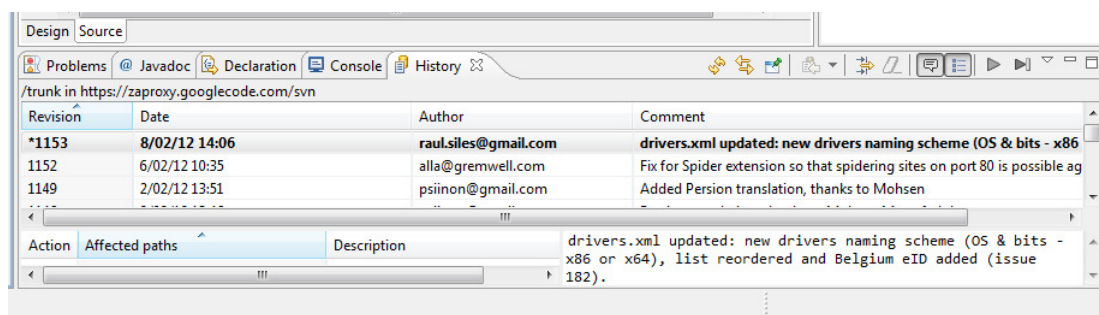 Design Source
Problems @ Javadoc Declaration Console History
/trunk in https://zaproxy.googlecode.com/svn
Revision Date Author Comment
*1153 8/02/12 14:06 raul.siles@gmail.com drivers.xml updated: new drivers naming scheme (OS & bits - x86
1152 6/02/12 10:35 alla@gremwell.com Fix for Spider extension so that spidering sites on port 80 is possible ag
1149 2/02/12 13:51 psiinon@gmail.com Added Persion translation, thanks to Mohsen
Action Affected paths Description
drivers.xml updated: new drivers naming scheme (OS & bits -
x86 or x64), list reordered and Belgium eID added (issue
182).